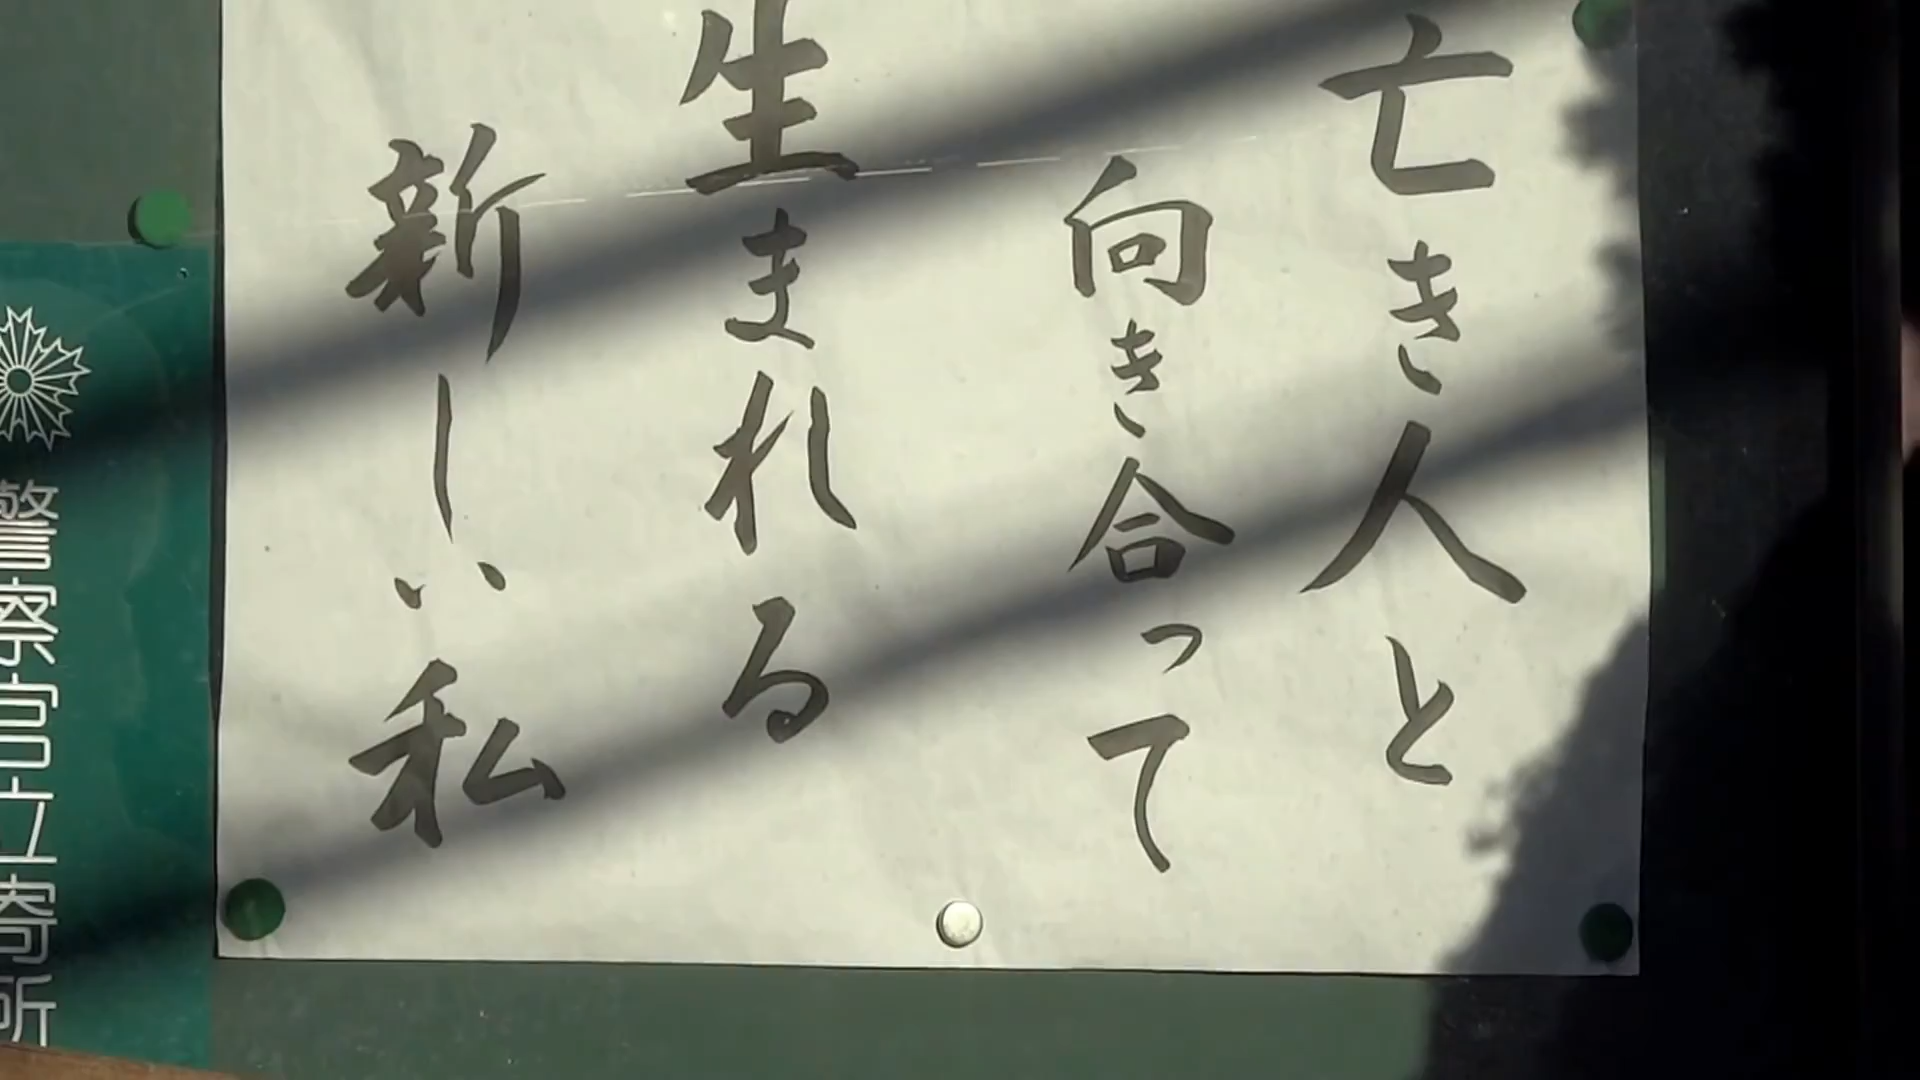 亡き人と
向き合って
生まれる
新しい私
警察官立寄所